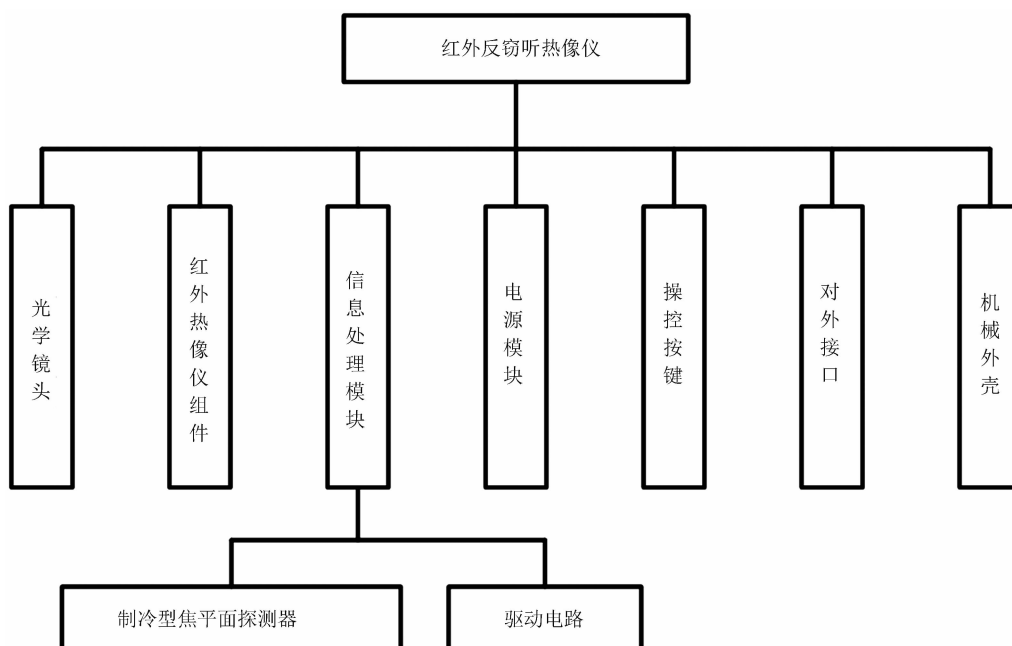 红外反窃听热像仪
光学镜头
红外热像仪组件
信息处理模块
电源模块
操控按键
对外接口
机械外壳
制冷型焦平面探测器
驱动电路